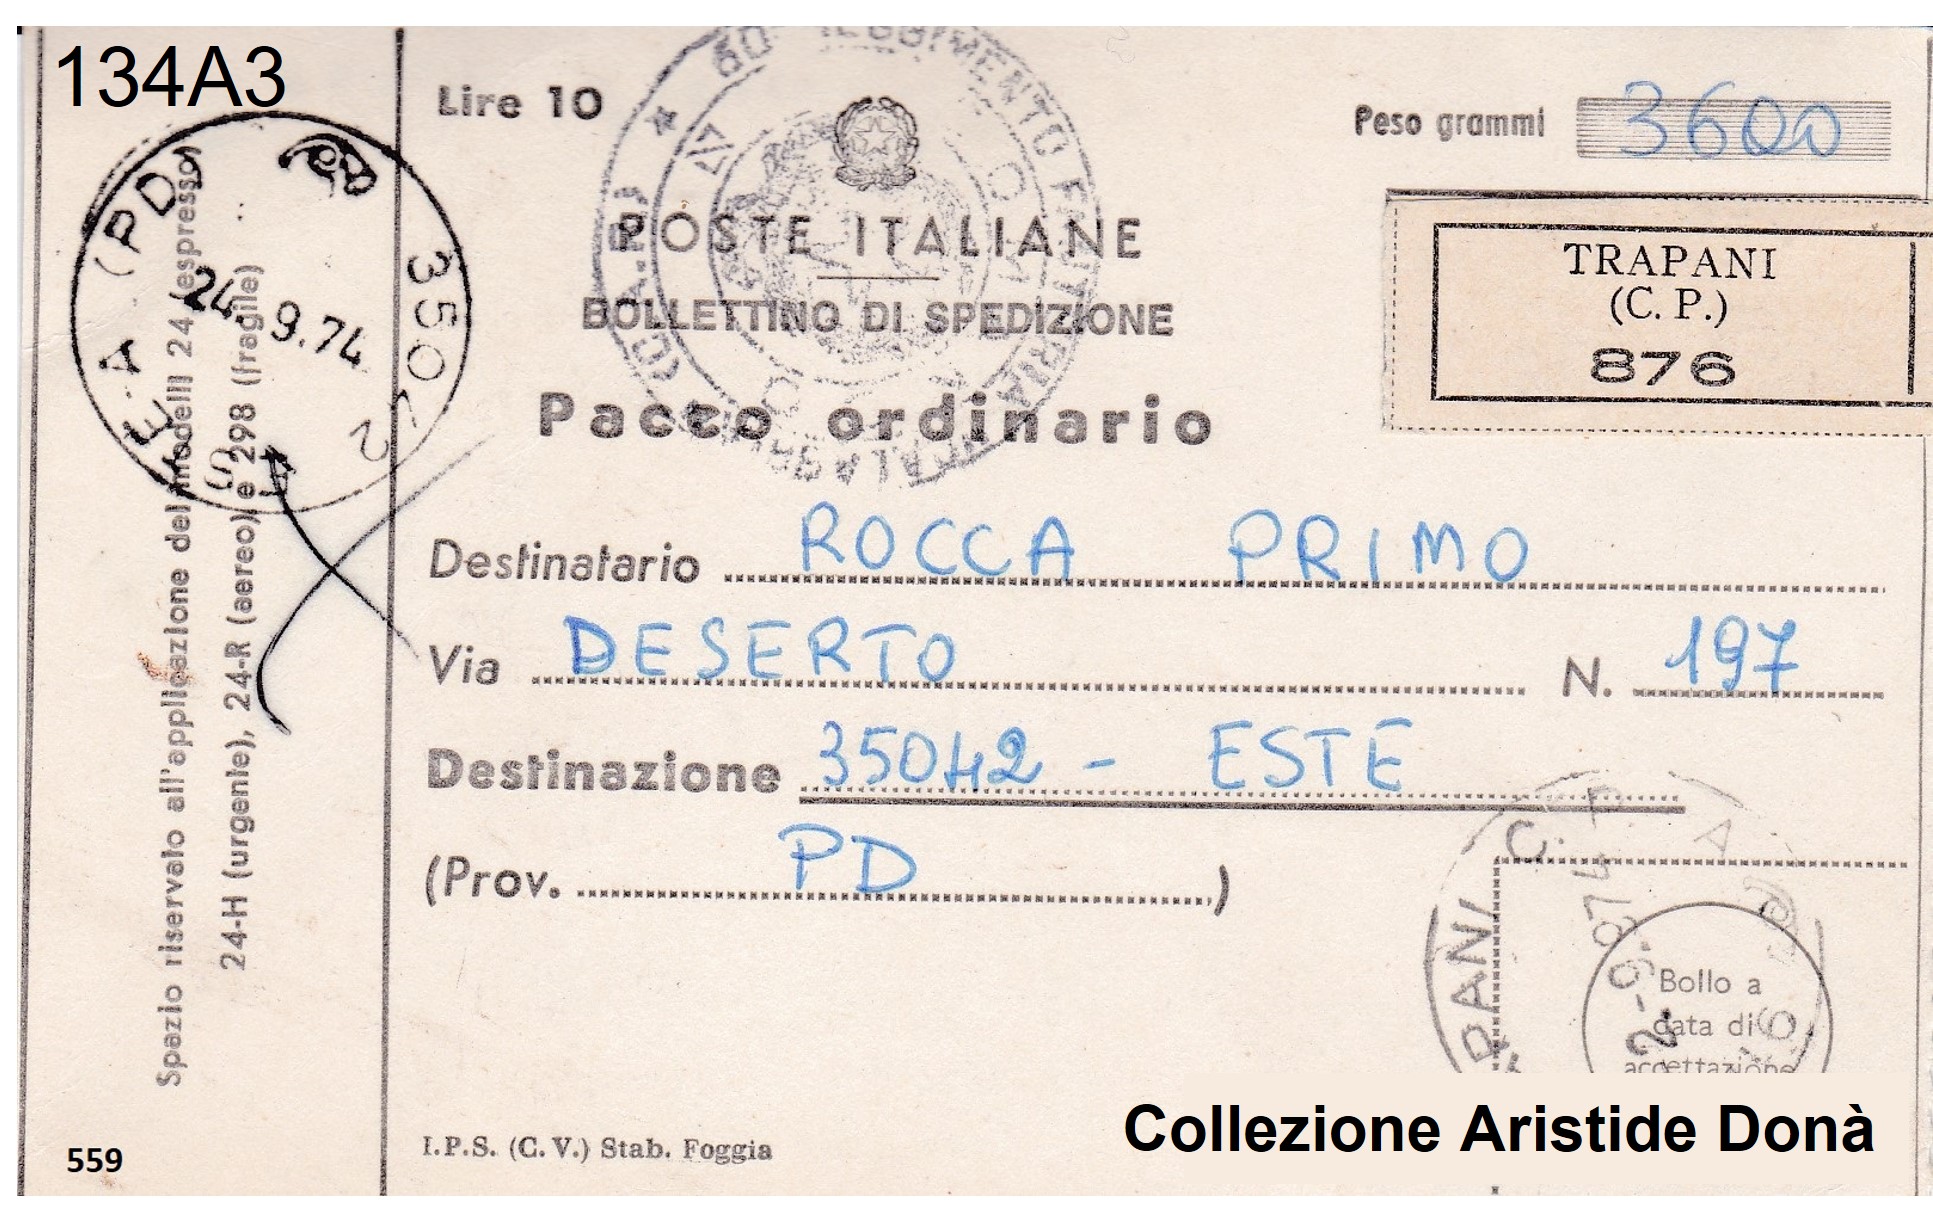 134A3
Lire 10
Peso grammi 3600
POSTE ITALIANE
BOLLETTINO DI SPEDIZIONE
Pacco ordinario
TRAPANI
(C. P.)
876
(PD)
35042
24.9.74
Destinatario ROCCA PRIMO
Via DESERTO N. 197
Destinazione 35042 - ESTE
(Prov. PD)
Spazio riservato all'applicazione dei modelli 24 (espresso)
24-H (urgente), 24-R (aereo) e 298 (fragile)
Bollo a
data di
accettazione
I.P.S. (C. V.) Stab. Foggia
559
Collezione Aristide Donà